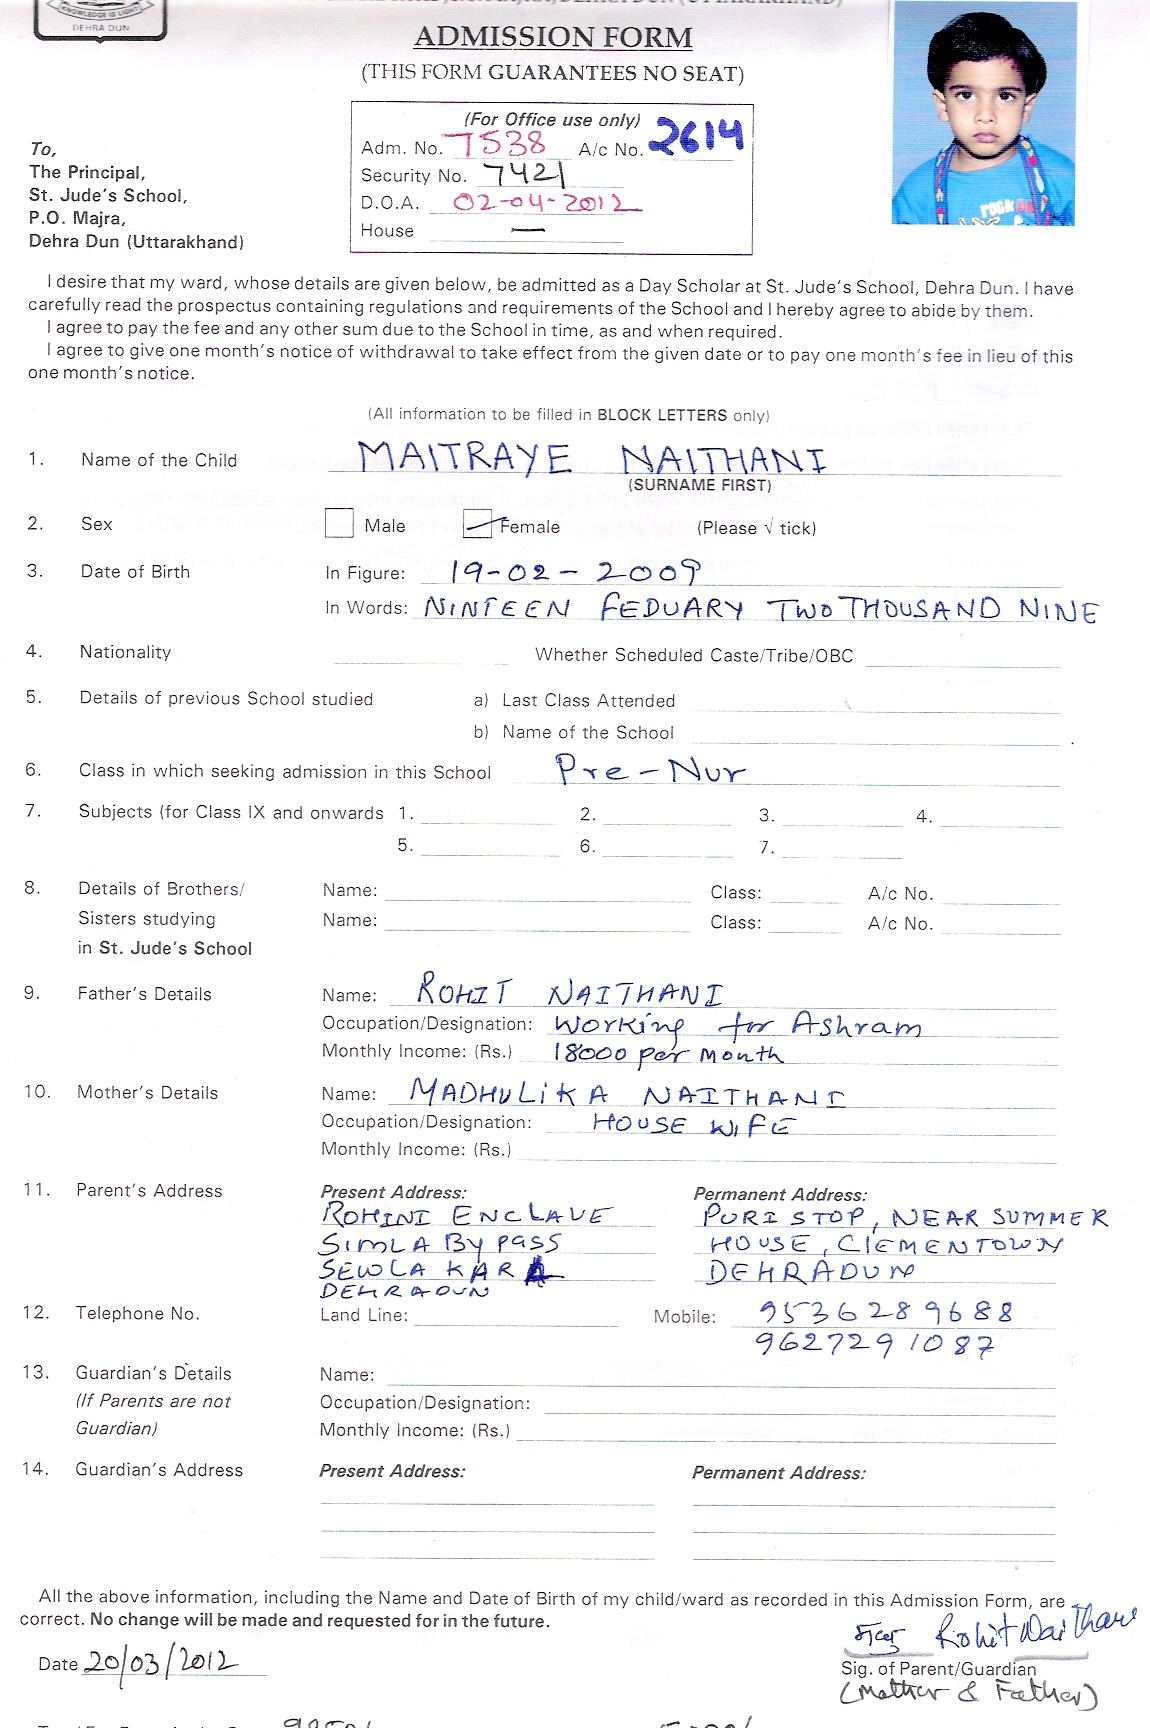 KNOWLEDGE IS LIGHT
DEHRA DUN
ADMISSION FORM
(THIS FORM GUARANTEES NO SEAT)
(For Office use only)
Adm. No. 7538 A/c No. 2614
Security No. 7421
D.O.A. 02-04-2012
House —
To,
The Principal,
St. Jude's School,
P.O. Majra,
Dehra Dun (Uttarakhand)
ROCK
I desire that my ward, whose details are given below, be admitted as a Day Scholar at St. Jude's School, Dehra Dun. I have
carefully read the prospectus containing regulations and requirements of the School and I hereby agree to abide by them.
I agree to pay the fee and any other sum due to the School in time, as and when required.
I agree to give one month's notice of withdrawal to take effect from the given date or to pay one month's fee in lieu of this
one month's notice.
(All information to be filled in BLOCK LETTERS only)
1. Name of the Child MAITRAYE NAITHANI
(SURNAME FIRST)
2. Sex Male Female (Please √ tick)
3. Date of Birth In Figure: 19-02-2009
In Words: NINTEEN FEDUARY TWO THOUSAND NINE
4. Nationality Whether Scheduled Caste/Tribe/OBC
5. Details of previous School studied a) Last Class Attended
b) Name of the School
6. Class in which seeking admission in this School Pre-Nur
7. Subjects (for Class IX and onwards 1. 2. 3. 4.
5. 6. 7.
8. Details of Brothers/ Name: Class: A/c No.
Sisters studying Name: Class: A/c No.
in St. Jude's School
9. Father's Details Name: ROHIT NAITHANI
Occupation/Designation: Working for Ashram
Monthly Income: (Rs.) 18000 per Month
10. Mother's Details Name: MADHULIKA NAITHANI
Occupation/Designation: HOUSE WIFE
Monthly Income: (Rs.)
11. Parent's Address Present Address: Permanent Address:
ROHINI ENCLAVE PURI STOP, NEAR SUMMER
SIMLA BY PASS HOUSE, CLEMENTOWN
SEWLA KARA DEHRADUN
DEHRADUN
12. Telephone No. Land Line: Mobile: 9536289688
9627291087
13. Guardian's Details Name:
(If Parents are not Occupation/Designation:
Guardian) Monthly Income: (Rs.)
14. Guardian's Address Present Address: Permanent Address:
All the above information, including the Name and Date of Birth of my child/ward as recorded in this Admission Form, are
correct. No change will be made and requested for in the future.
Rohit Naithani
Date 20/03/2012
Sig. of Parent/Guardian
(Mother & Father)